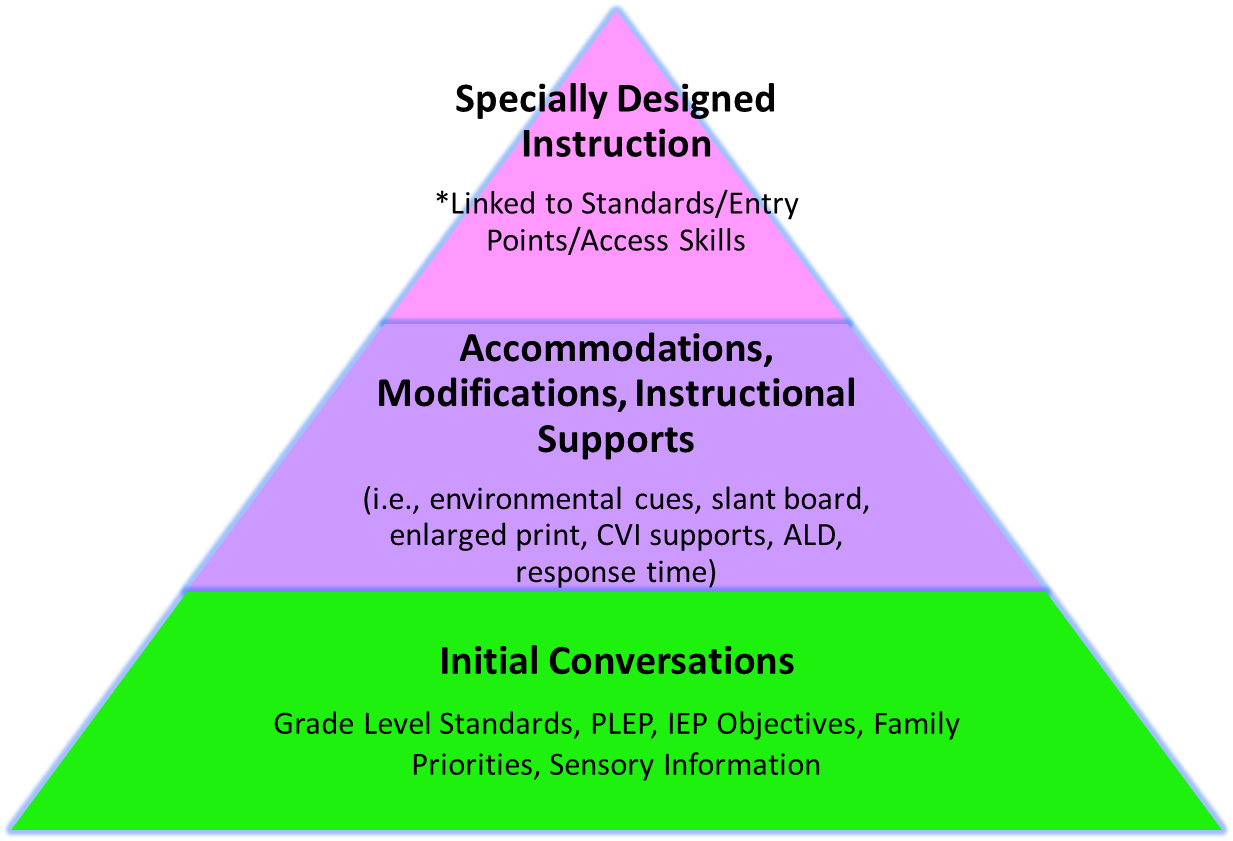 Specially Designed
Instruction
*Linked to Standards/Entry
Points/Access Skills
Accommodations,
Modifications, Instructional
Supports
(i.e., environmental cues, slant board,
enlarged print, CVI supports, ALD,
response time)
Initial Conversations
Grade Level Standards, PLEP, IEP Objectives, Family
Priorities, Sensory Information